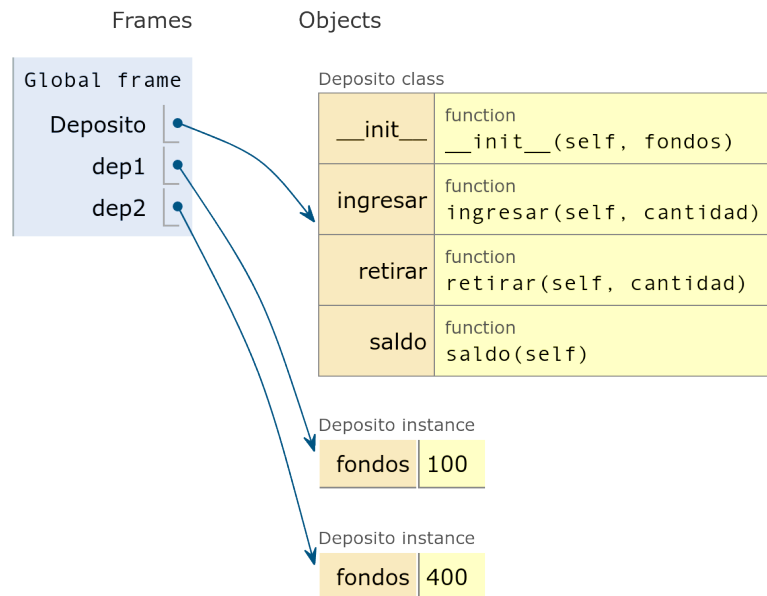 Frames Objects
Global frame
Deposito
dep1
dep2
Deposito class
__init__ function
__init__(self, fondos)
ingresar function
ingresar(self, cantidad)
retirar function
retirar(self, cantidad)
saldo function
saldo(self)
Deposito instance
fondos 100
Deposito instance
fondos 400